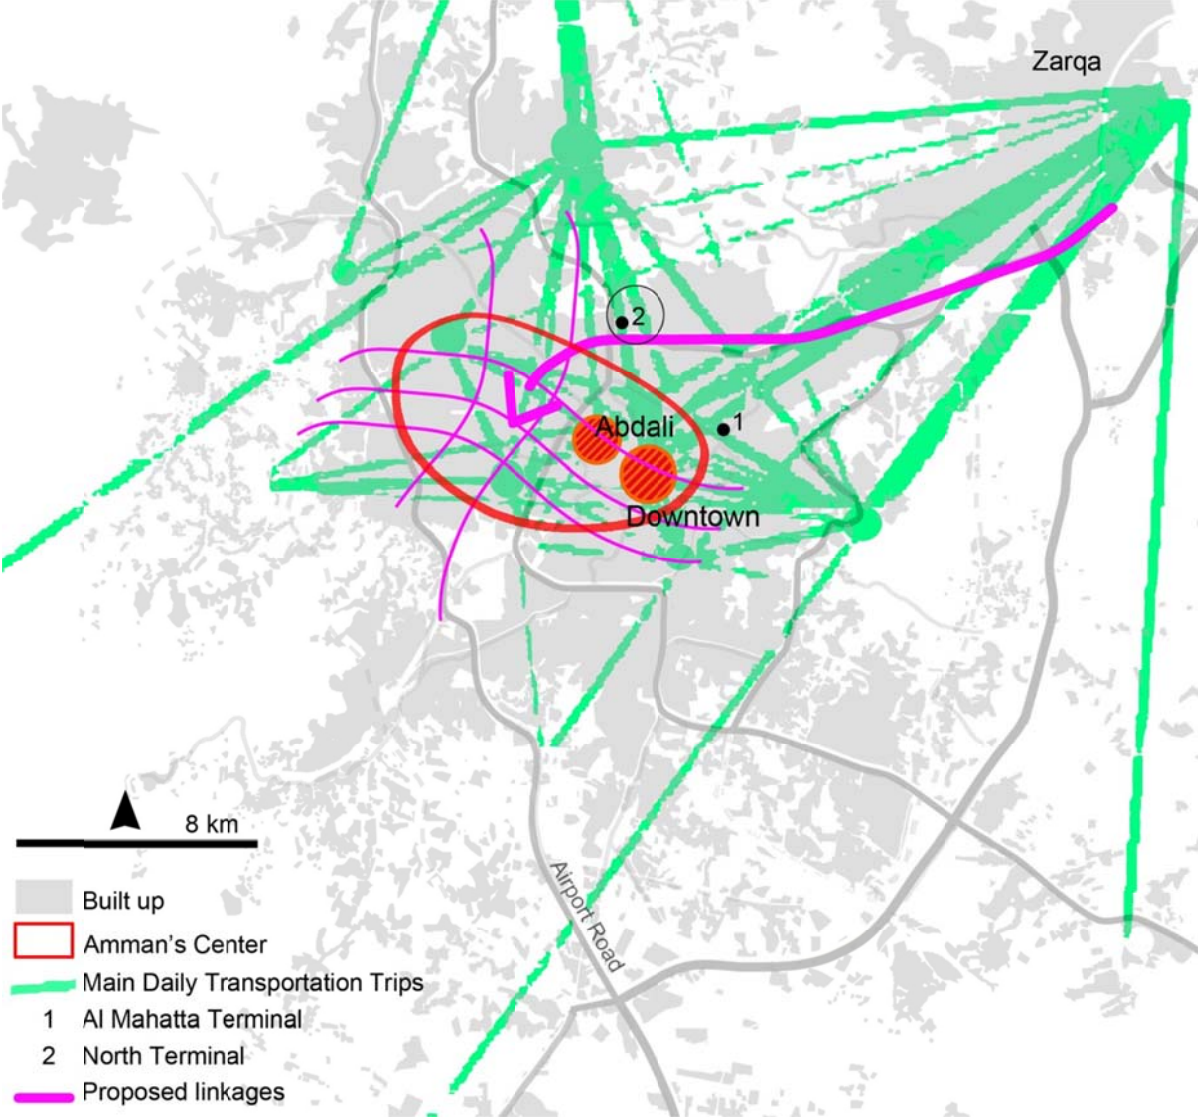 Zarqa
2
Abdali
1
Downtown
8 km
Airport Road
Built up
Amman's Center
Main Daily Transportation Trips
1 Al Mahatta Terminal
2 North Terminal
Proposed linkages